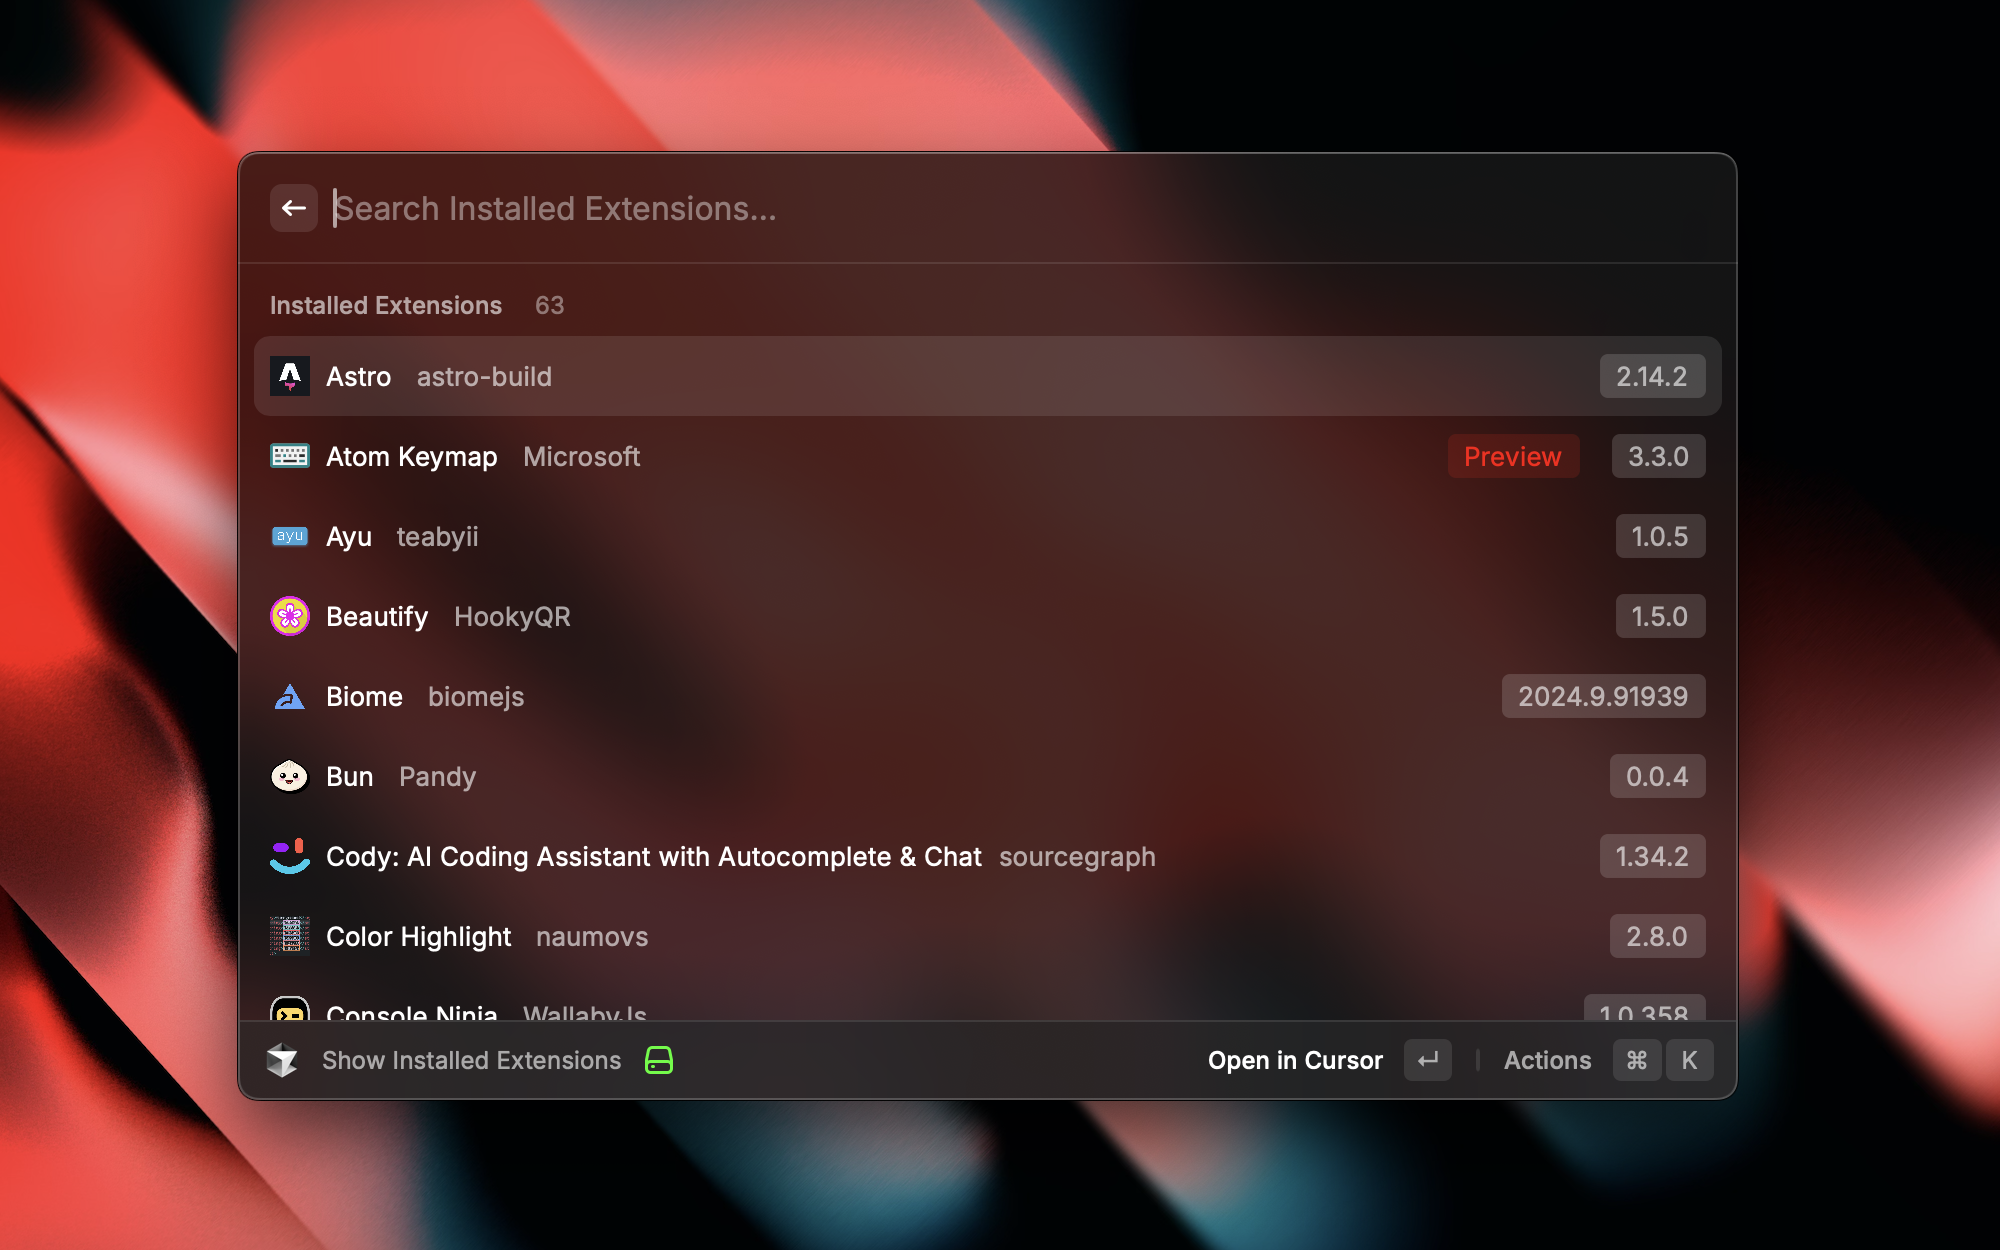 Search Installed Extensions...
Installed Extensions 63
Astro astro-build 2.14.2
Atom Keymap Microsoft Preview 3.3.0
ayu Ayu teabyii 1.0.5
Beautify HookyQR 1.5.0
Biome biomejs 2024.9.91939
Bun Pandy 0.0.4
Cody: AI Coding Assistant with Autocomplete & Chat sourcegraph 1.34.2
Color Highlight naumovs 2.8.0
Console Ninja WallabyJs 1.0.358
Show Installed Extensions Open in Cursor ↵ Actions ⌘ K